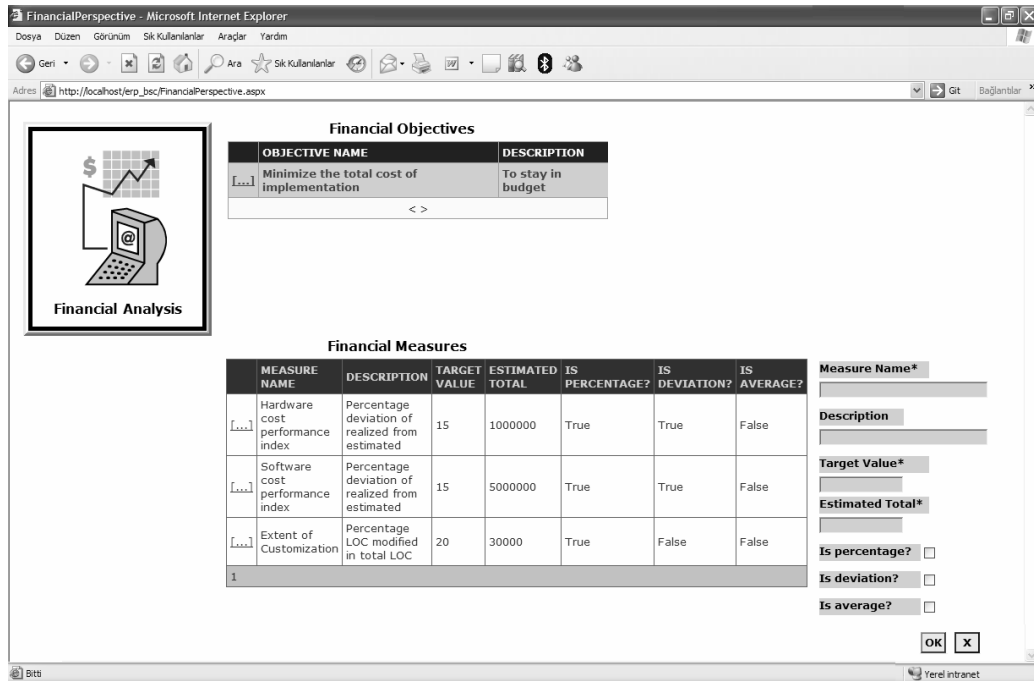 FinancialPerspective - Microsoft Internet Explorer
Dosya Düzen Görünüm Sık Kullanılanlar Araçlar Yardım
Geri Ara Sık Kullanılanlar
Adres http://localhost/erp_bsc/FinancialPerspective.aspx Git Bağlantılar »
$
@
Financial Analysis
Financial Objectives
OBJECTIVE NAME DESCRIPTION
[...] Minimize the total cost of To stay in
implementation budget
< >
Financial Measures
MEASURE TARGET ESTIMATED IS IS IS
NAME DESCRIPTION VALUE TOTAL PERCENTAGE? DEVIATION? AVERAGE?
Hardware Percentage
cost deviation of
[...] performance realized from 15 1000000 True True False
index estimated
Software Percentage
cost deviation of
[...] performance realized from 15 5000000 True True False
index estimated
Percentage
[...] Extent of LOC modified 20 30000 True False False
Customization in total LOC
1
Measure Name*
Description
Target Value*
Estimated Total*
Is percentage?
Is deviation?
Is average?
OK X
Bitti Yerel intranet